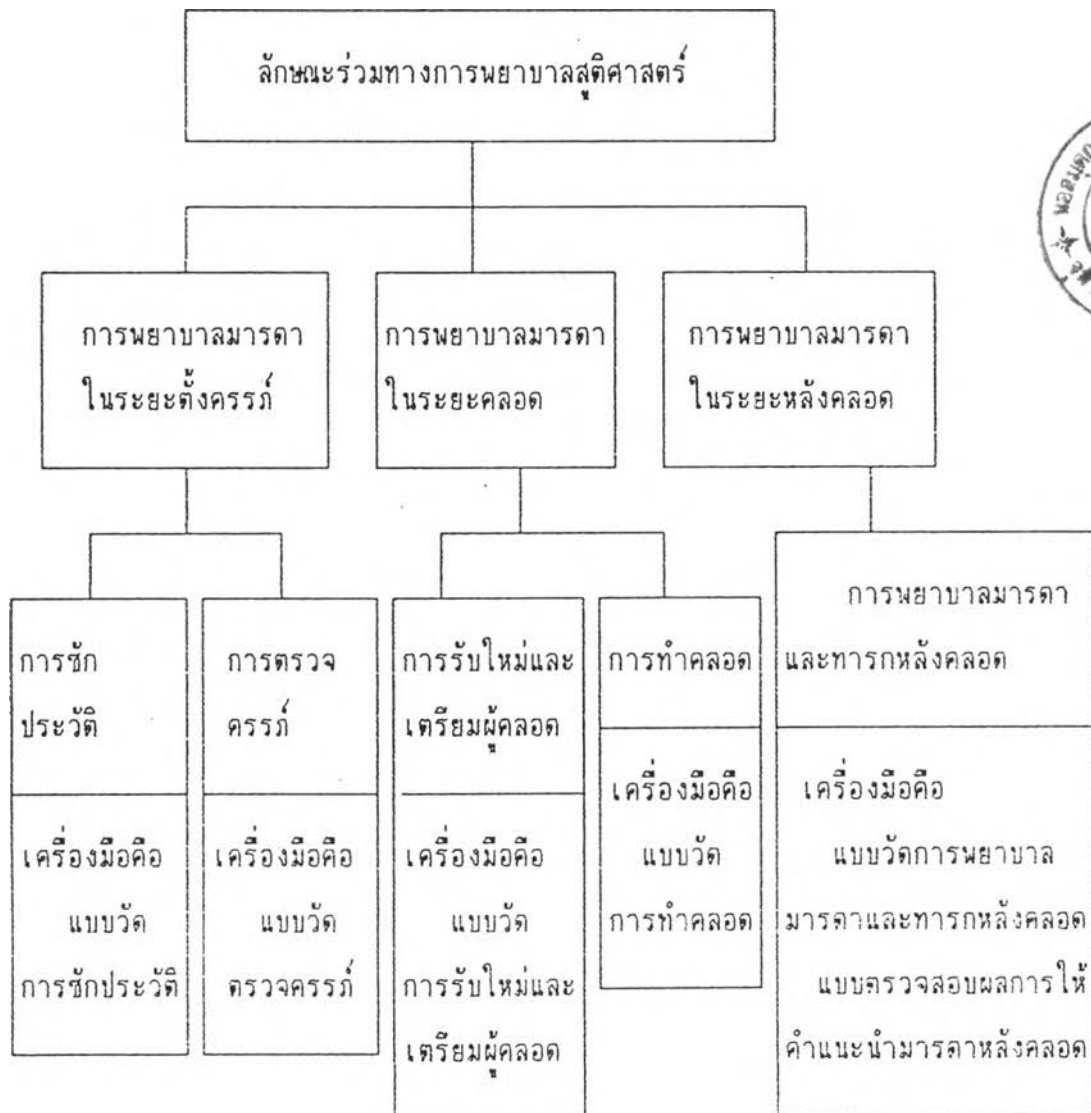 ลักษณะร่วมทางการพยาบาลสูติศาสตร์
การพยาบาลมารดา
ในระยะตั้งครรภ์
การพยาบาลมารดา
ในระยะคลอด
การพยาบาลมารดา
ในระยะหลังคลอด
การซัก
ประวัติ
เครื่องมือคือ
แบบวัด
การซักประวัติ
การตรวจ
ครรภ์
เครื่องมือคือ
แบบวัด
ตรวจครรภ์
การรับใหม่และ
เตรียมผู้คลอด
เครื่องมือคือ
แบบวัด
การรับใหม่และ
เตรียมผู้คลอด
การทำคลอด
เครื่องมือคือ
แบบวัด
การทำคลอด
การพยาบาลมารดา
และทารกหลังคลอด
เครื่องมือคือ
แบบวัดการพยาบาล
มารดาและทารกหลังคลอด
แบบตรวจสอบผลการให้
คำแนะนำมารดาหลังคลอด